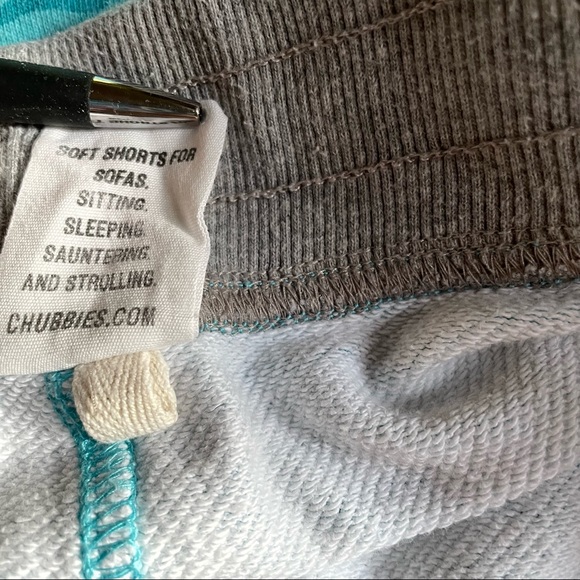 SOFT SHORTS FOR
SOFAS.
SITTING.
SLEEPING.
SAUNTERING.
AND STROLLING.
CHUBBIES.COM